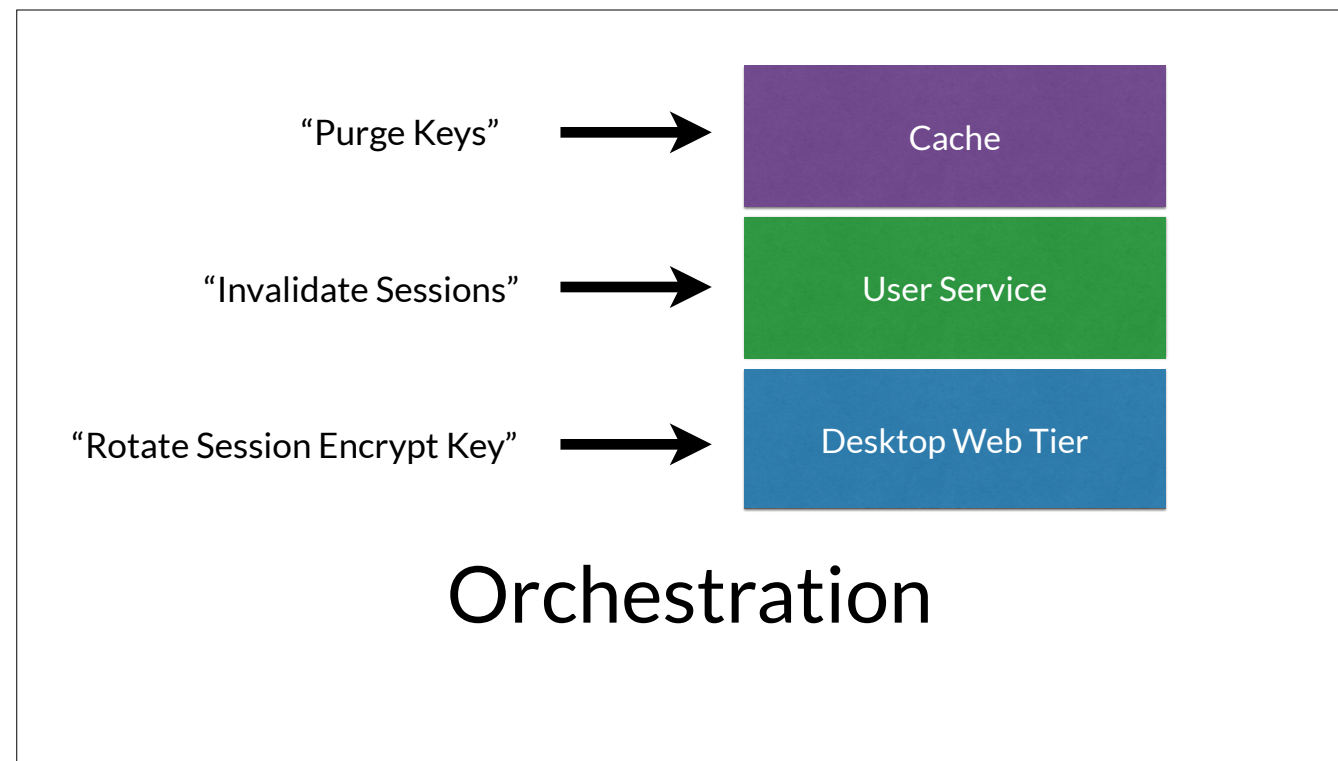 “Purge Keys”
Cache
“Invalidate Sessions”
User Service
“Rotate Session Encrypt Key”
Desktop Web Tier
Orchestration